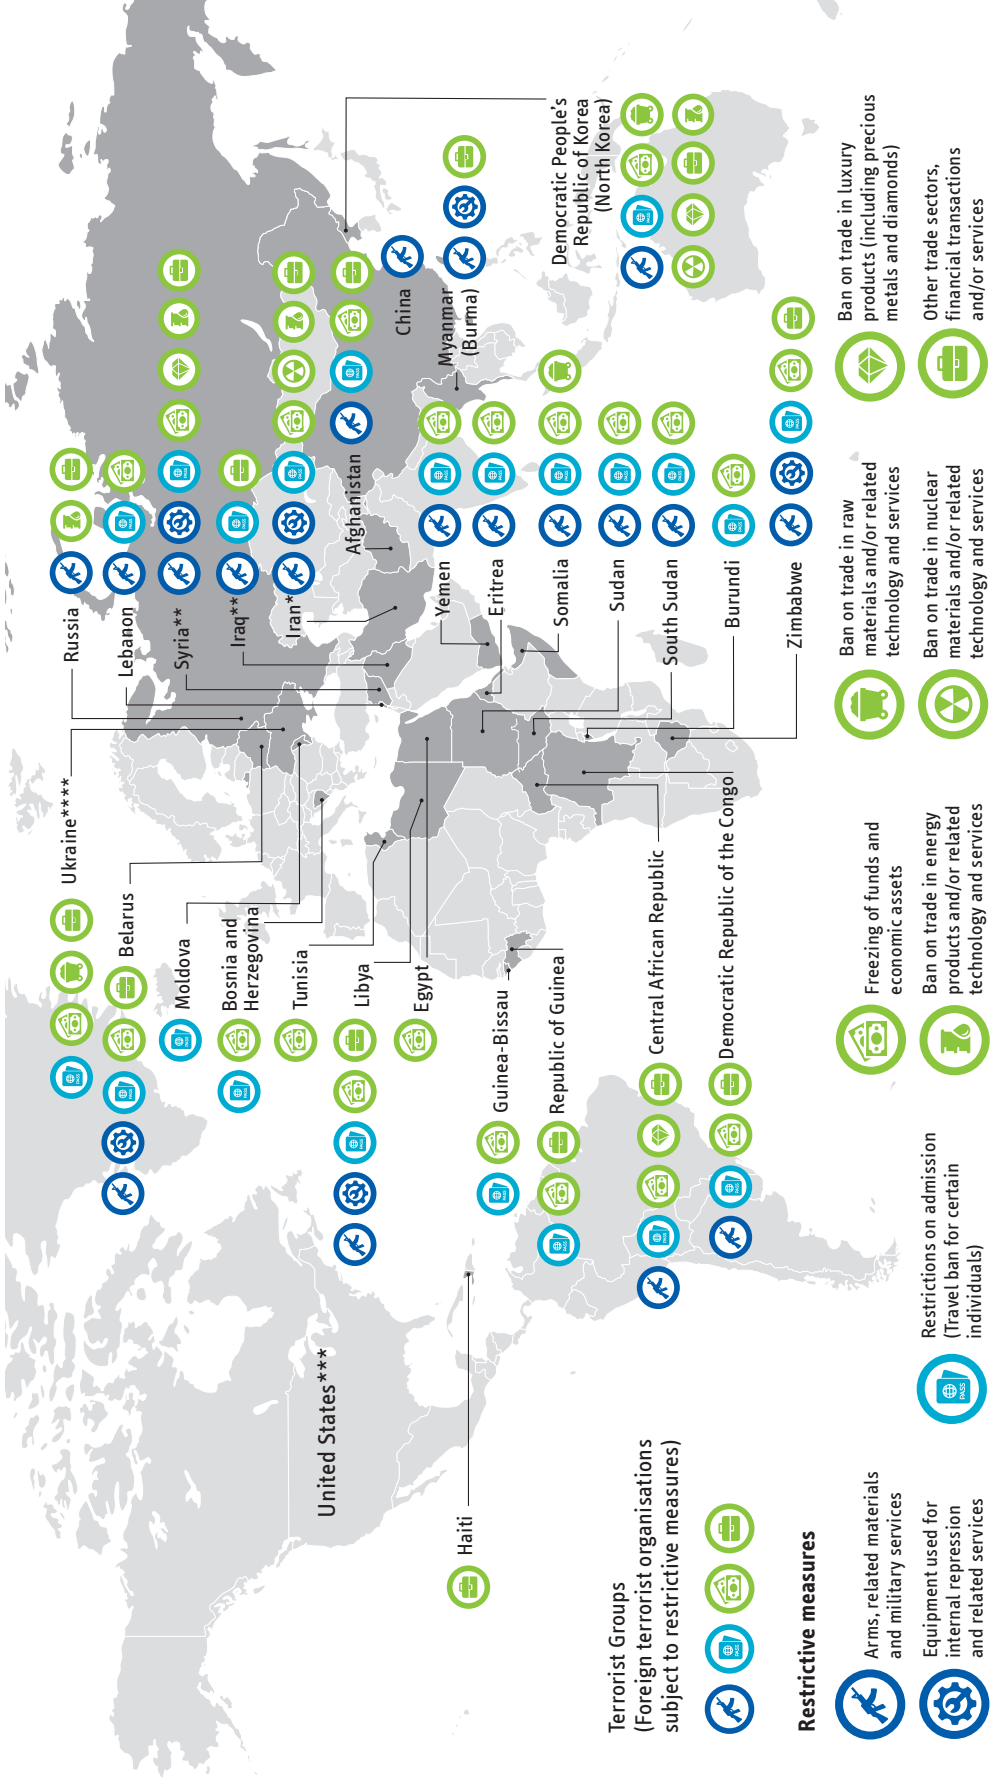 United States***
Haiti
Ukraine****
Belarus
Moldova
Bosnia and
Herzegovina
Tunisia
Libya
Egypt
Guinea-Bissau
Republic of Guinea
Central African Republic
Democratic Republic of the Congo
Russia
Lebanon
Syria**
Iraq**
Iran*
Afghanistan
China
Myanmar
(Burma)
Yemen
Eritrea
Somalia
Sudan
South Sudan
Burundi
Zimbabwe
Democratic People's
Republic of Korea
(North Korea)
Terrorist Groups
(Foreign terrorist organisations
subject to restrictive measures)
Restrictive measures
Arms, related materials
and military services
Equipment used for
internal repression
and related services
PASS
Restrictions on admission
(Travel ban for certain
individuals)
Freezing of funds and
economic assets
Ban on trade in energy
products and/or related
technology and services
Ban on trade in raw
materials and/or related
technology and services
Ban on trade in nuclear
materials and/or related
technology and services
Ban on trade in luxury
products (including precious
metals and diamonds)
Other trade sectors,
financial transactions
and/or services